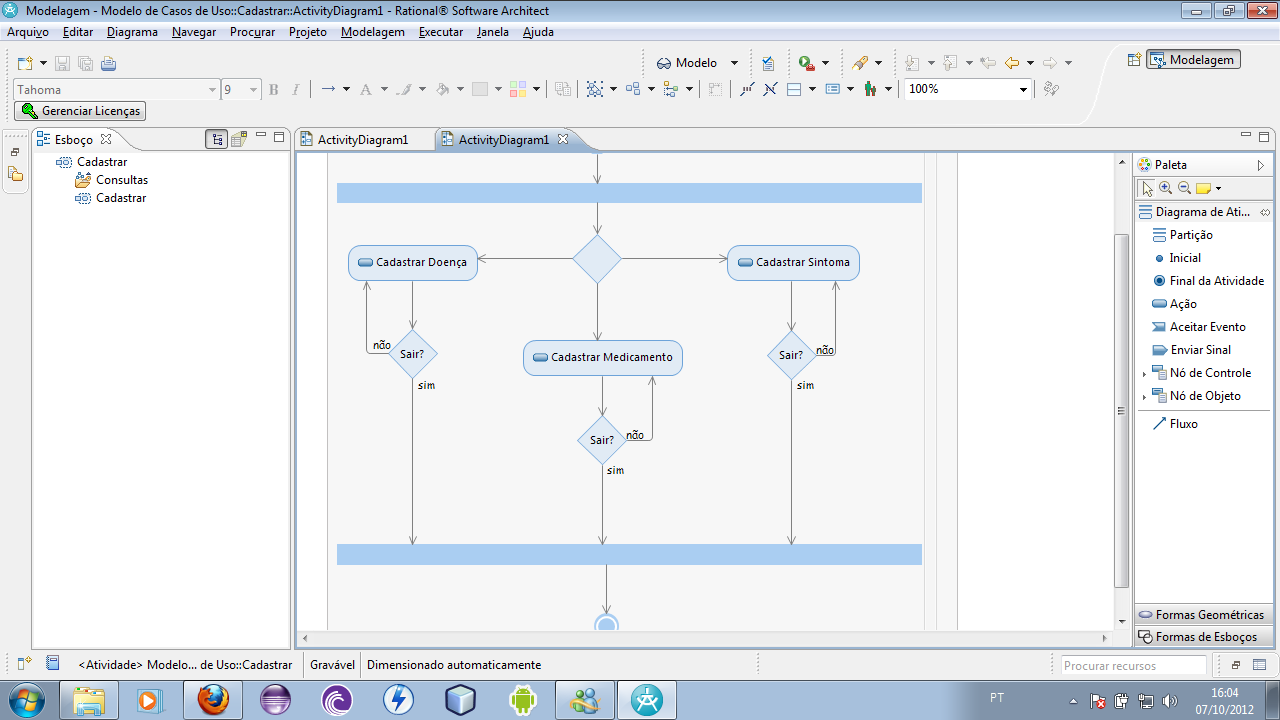 Modelagem - Modelo de Casos de Uso::Cadastrar::ActivityDiagram1 - Rational® Software Architect
Arquivo Editar Diagrama Navegar Procurar Projeto Modelagem Executar Janela Ajuda
Modelo
Modelagem
Tahoma 9 B I A 100%
Gerenciar Licenças
Esboço
ActivityDiagram1
ActivityDiagram1
Cadastrar
Consultas
Cadastrar
Cadastrar Doença
Cadastrar Sintoma
não
Sair?
sim
Cadastrar Medicamento
Sair?
não
sim
Sair?
não
sim
Paleta
Diagrama de Ati...
Partição
Inicial
Final da Atividade
Ação
Aceitar Evento
Enviar Sinal
Nó de Controle
Nó de Objeto
Fluxo
Formas Geométricas
Formas de Esboços
<Atividade> Modelo... de Uso::Cadastrar
Gravável
Dimensionado automaticamente
Procurar recursos
PT
16:04
07/10/2012